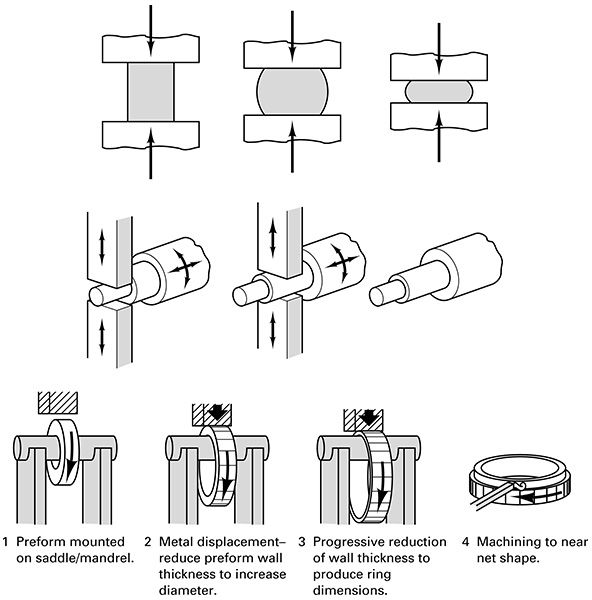 1 Preform mounted
on saddle/mandrel.
2 Metal displacement–
reduce preform wall
thickness to increase
diameter.
3 Progressive reduction
of wall thickness to
produce ring
dimensions.
4 Machining to near
net shape.